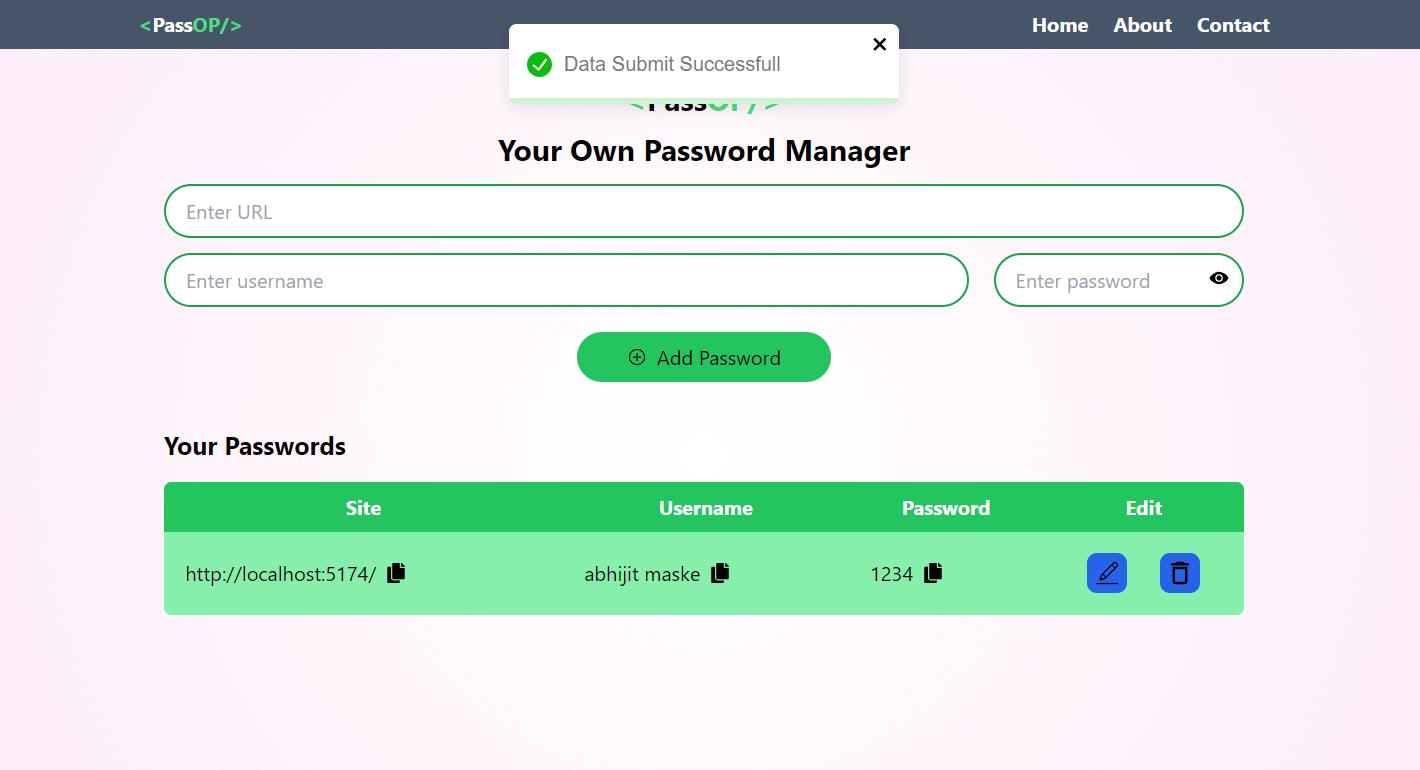 <PassOP/>
Home About Contact
Data Submit Successfull
<PassOP/>
Your Own Password Manager
Enter URL
Enter username
Enter password
Add Password
Your Passwords
Site Username Password Edit
http://localhost:5174/ abhijit maske 1234